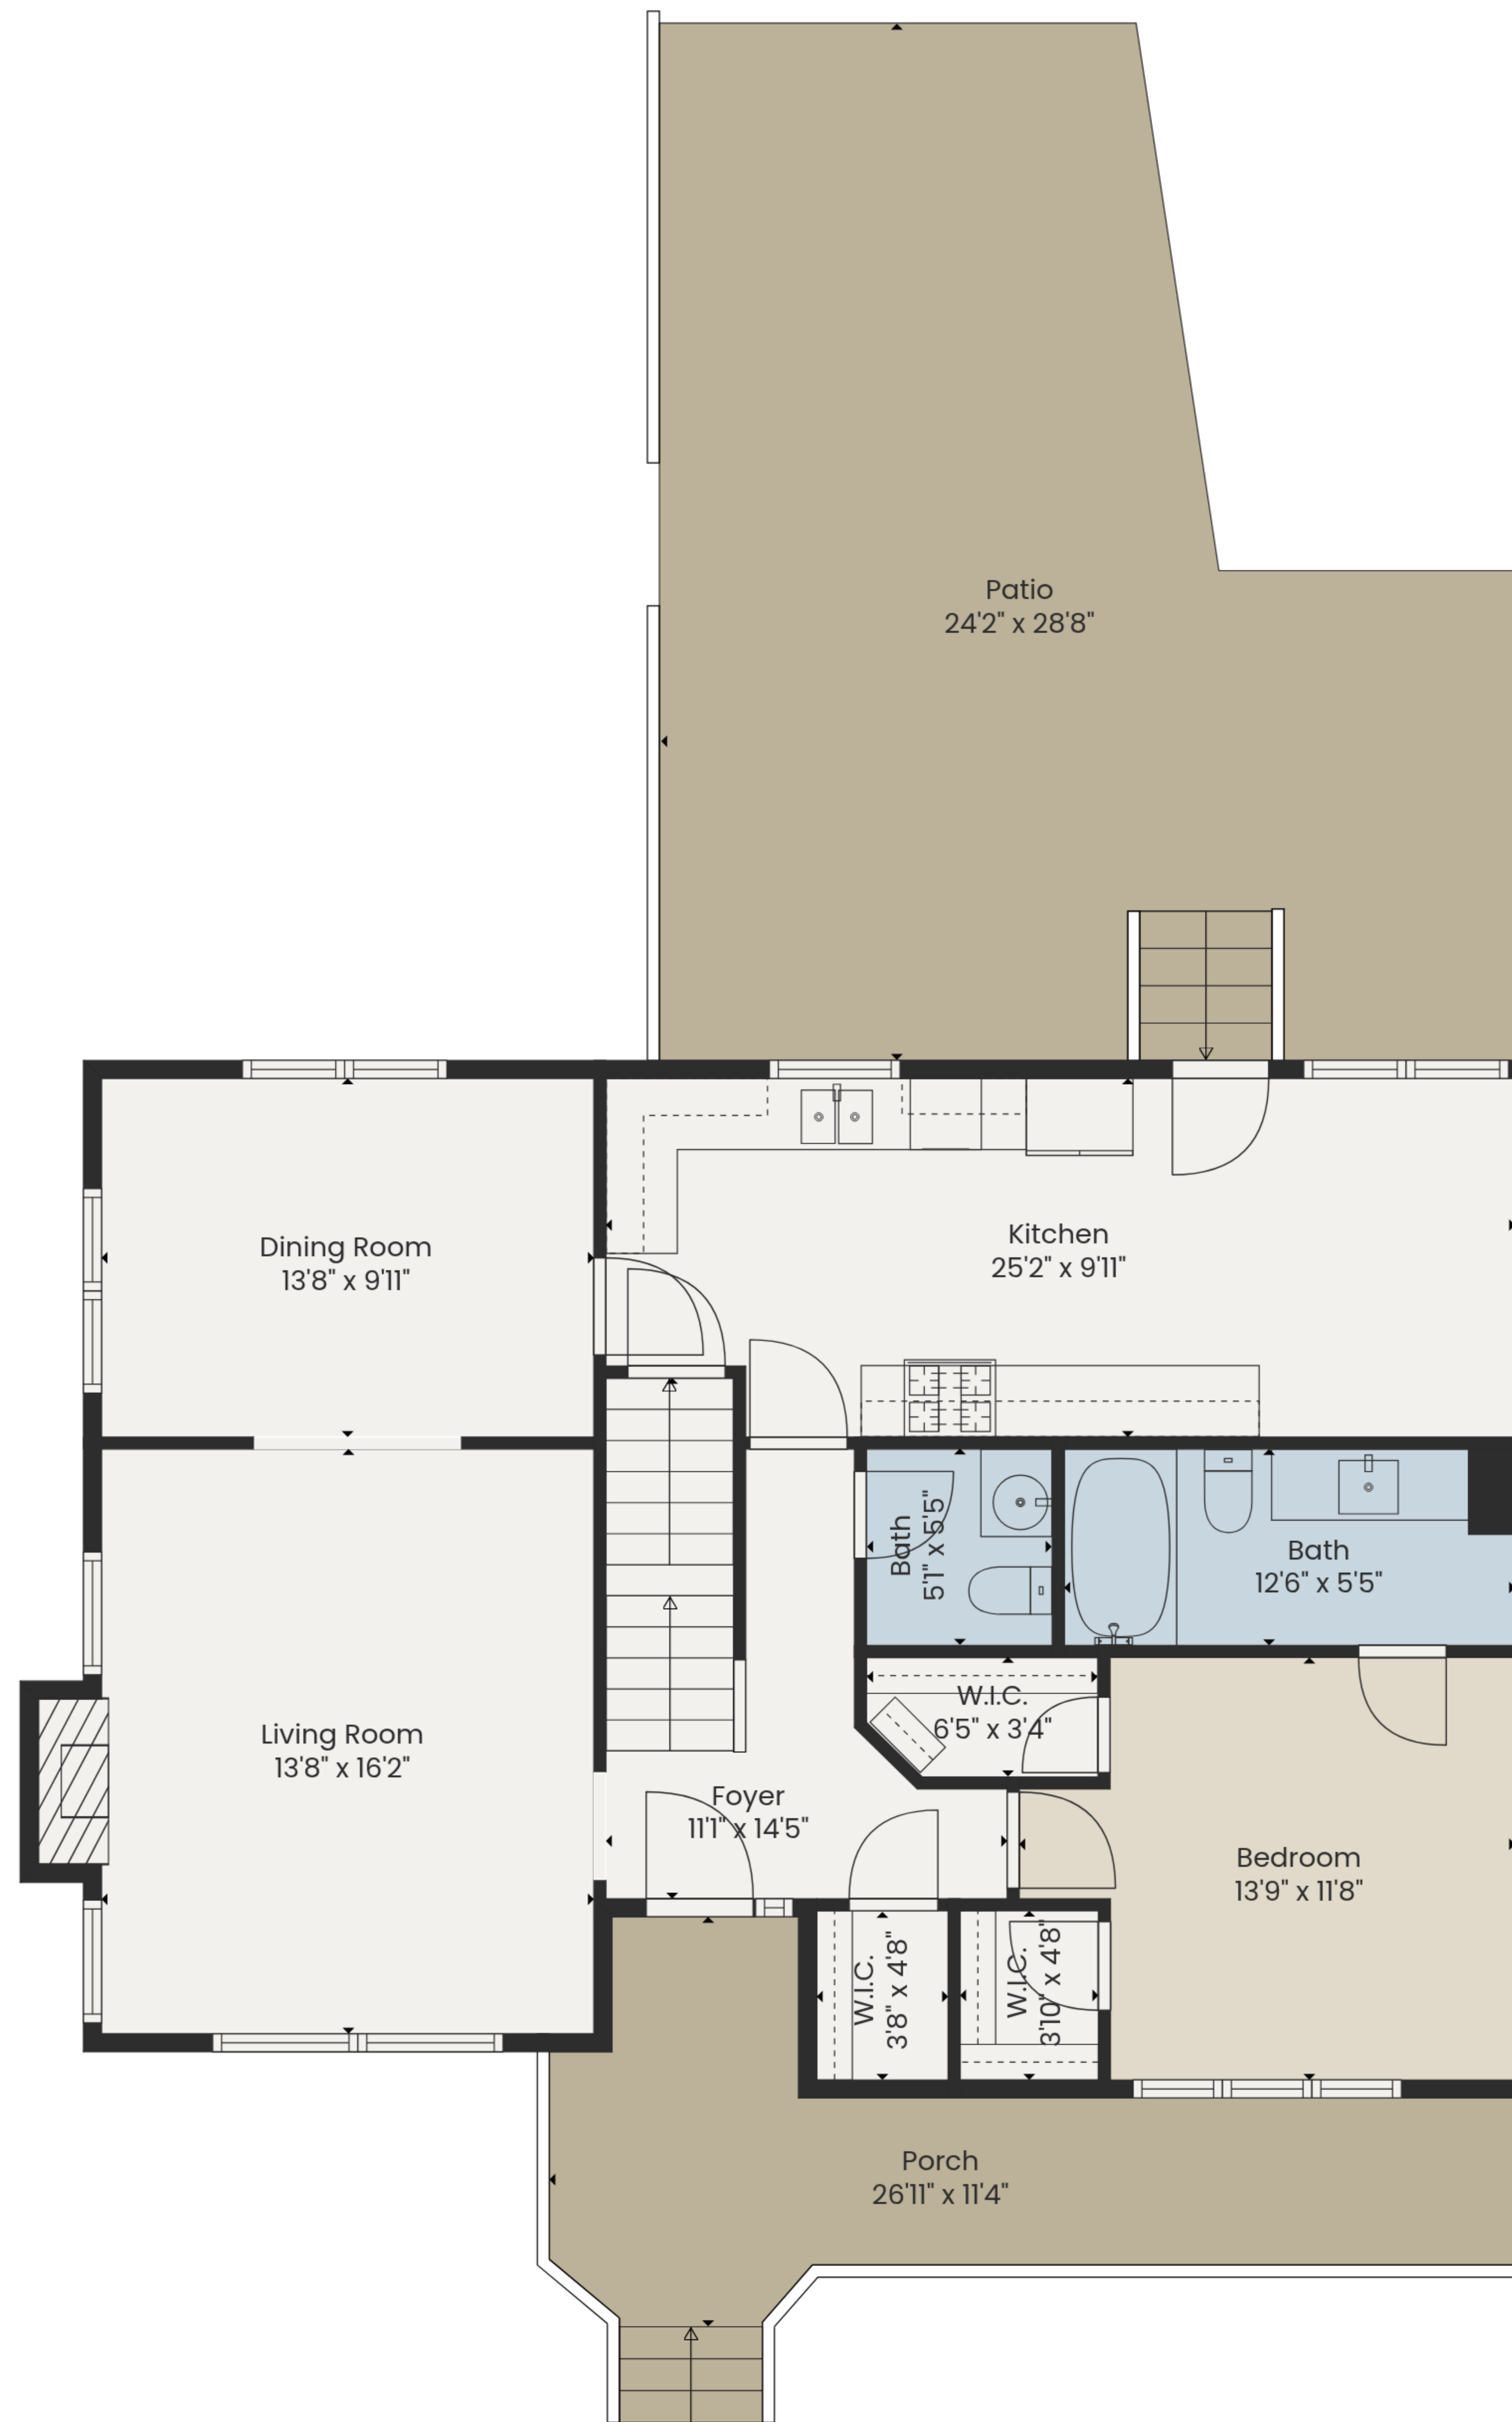 Patio
24'2" x 28'8"
Kitchen
25'2" x 9'11"
Dining Room
13'8" x 9'11"
Bath
5'1" x 5'5"
Bath
12'6" x 5'5"
W.I.C.
6'5" x 3'4"
Living Room
13'8" x 16'2"
Foyer
11'1" x 14'5"
Bedroom
13'9" x 11'8"
W.I.C.
3'8" x 4'8"
W.I.C.
3'10" x 4'8"
Porch
26'11" x 11'4"